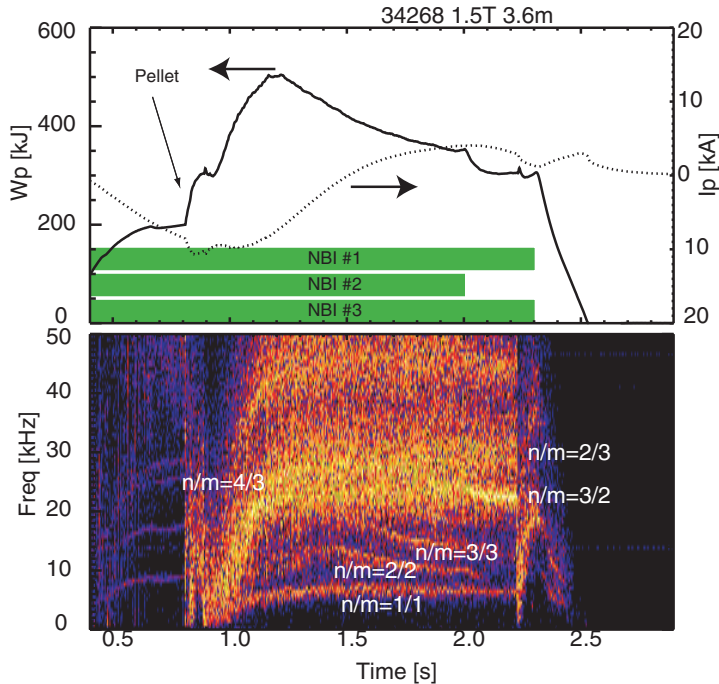 34268 1.5T 3.6m
600
400
200
0
Wp [kJ]
Pellet
20
10
0
10
20
Ip [kA]
NBI #1
NBI #2
NBI #3
50
40
30
20
10
0
Freq [kHz]
n/m=4/3
n/m=2/3
n/m=3/2
n/m=3/3
n/m=2/2
n/m=1/1
0.5 1.0 1.5 2.0 2.5
Time [s]